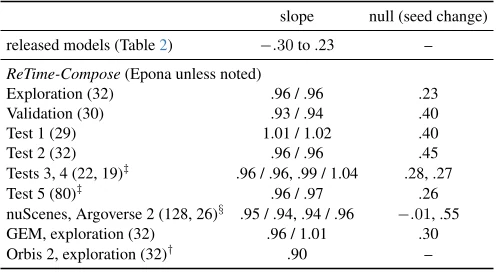 slope null (seed change)
released models (Table 2) −.30 to .23 –
ReTime-Compose (Epona unless noted)
Exploration (32) .96 / .96 .23
Validation (30) .93 / .94 .40
Test 1 (29) 1.01 / 1.02 .40
Test 2 (32) .96 / .96 .45
Tests 3, 4 (22, 19)‡ .96 / .96, .99 / 1.04 .28, .27
Test 5 (80)‡ .96 / .97 .26
nuScenes, Argoverse 2 (128, 26)§ .95 / .94, .94 / .96 −.01, .55
GEM, exploration (32) .96 / 1.01 .30
Orbis 2, exploration (32)† .90 –